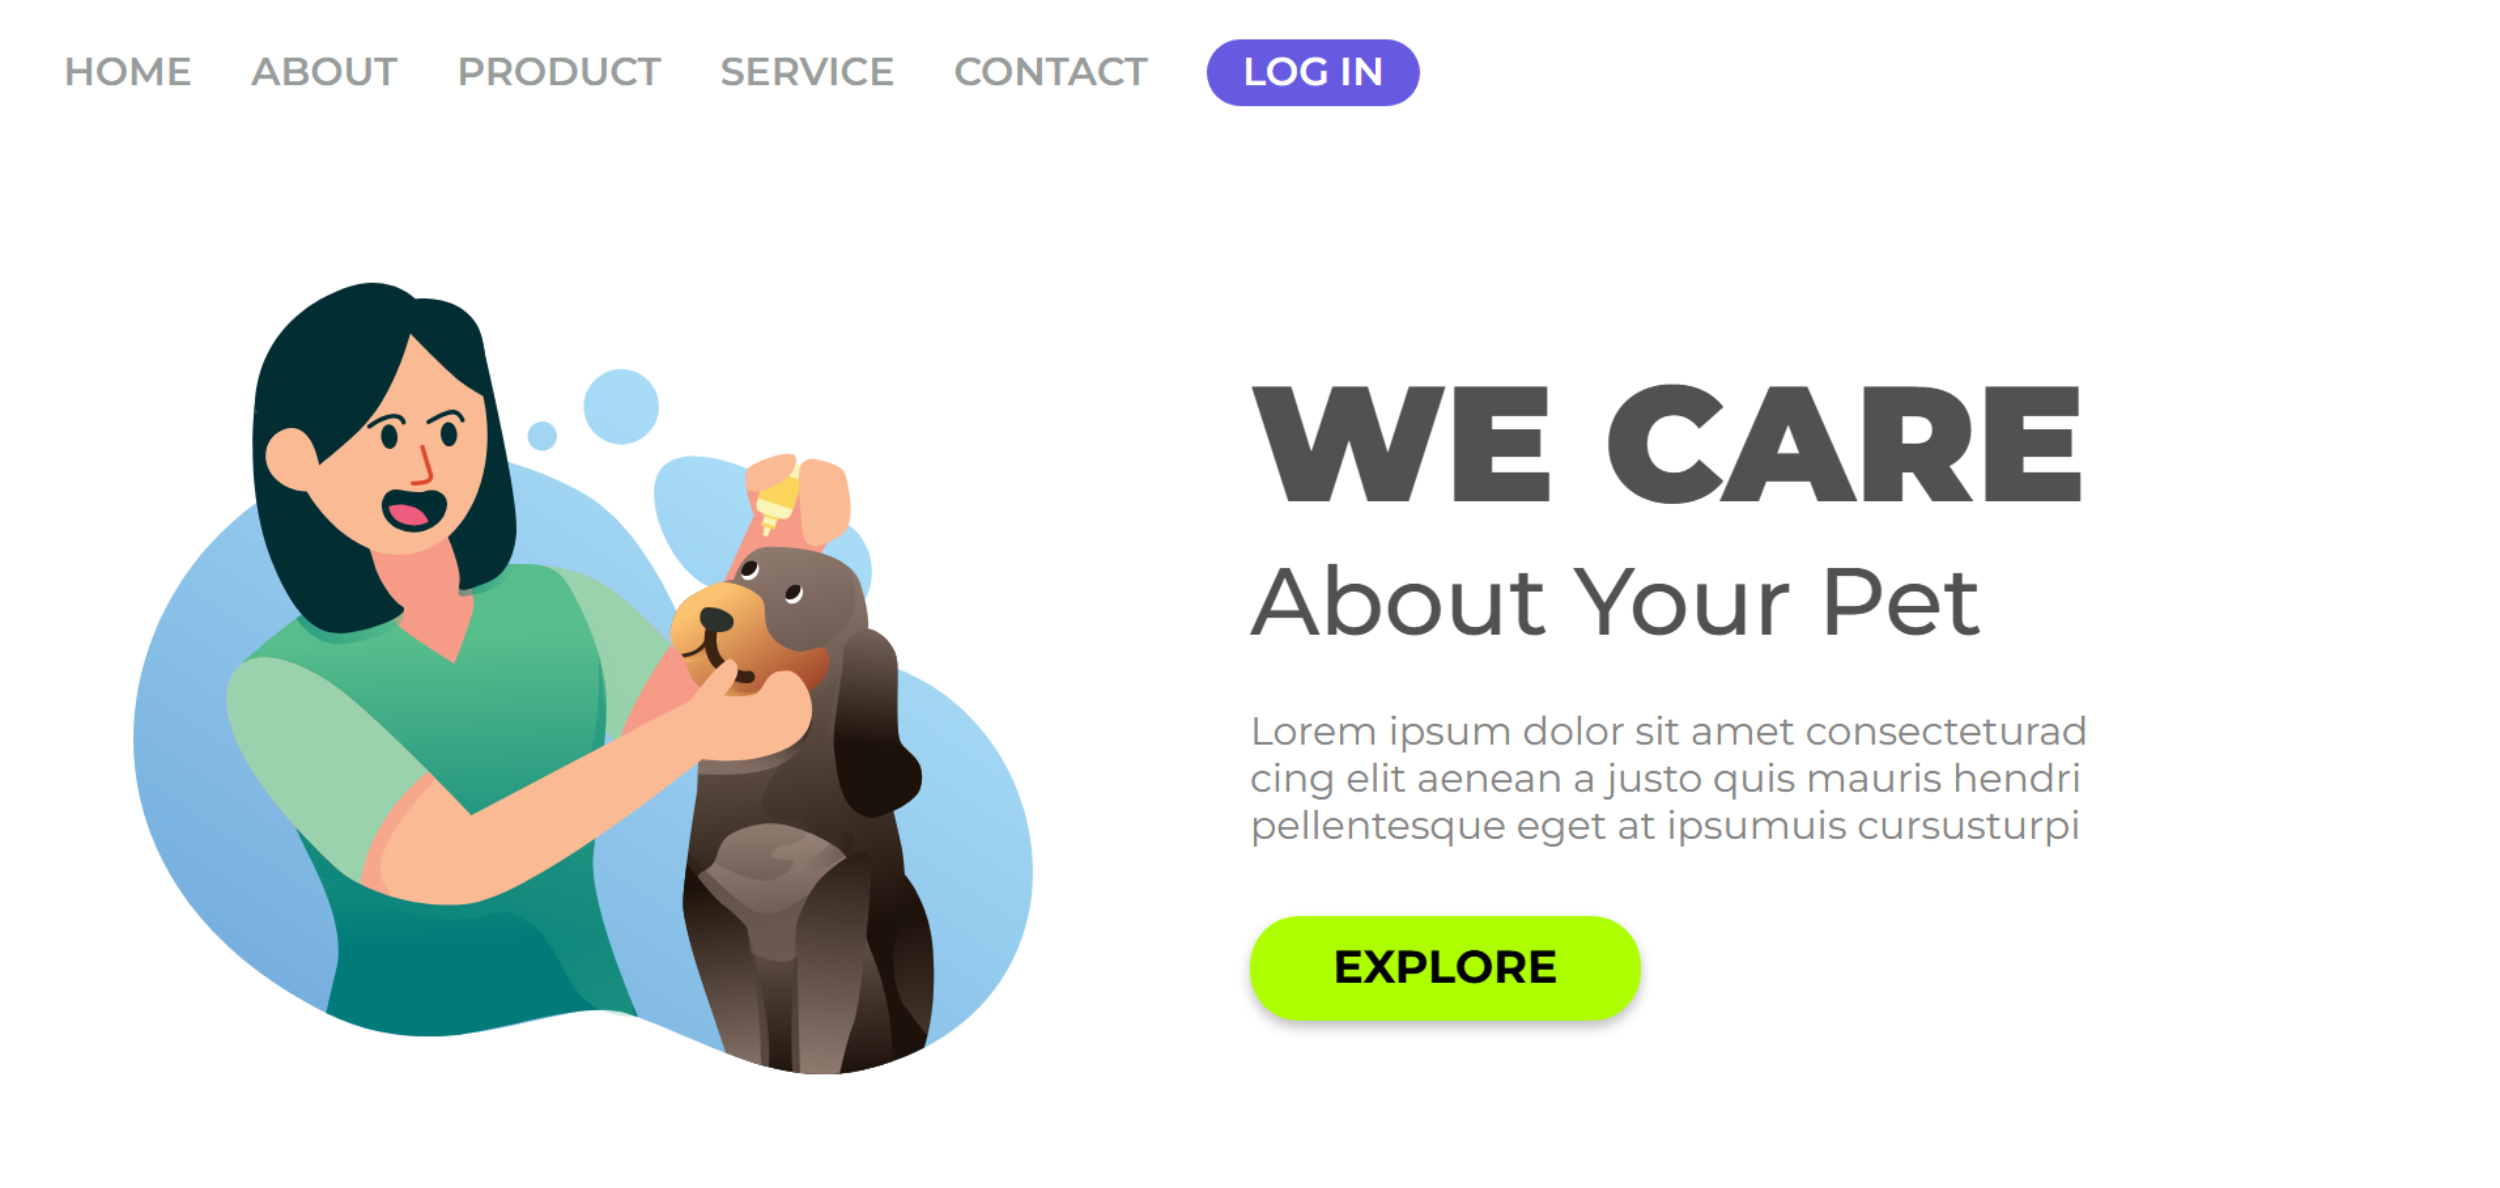 HOME ABOUT PRODUCT SERVICE CONTACT LOG IN
WE CARE
About Your Pet
Lorem ipsum dolor sit amet consecteturad
cing elit aenean a justo quis mauris hendri
pellentesque eget at ipsumuis cursusturpi
EXPLORE